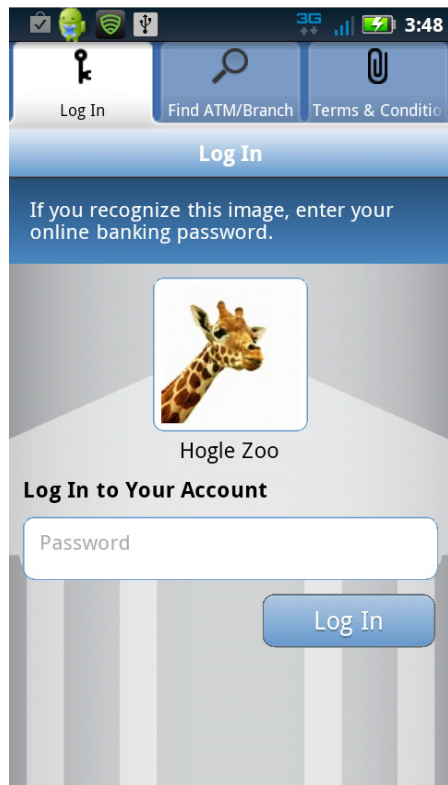 3G 3:48
Log In
Find ATM/Branch
Terms & Conditio
Log In
If you recognize this image, enter your
online banking password.
Hogle Zoo
Log In to Your Account
Password
Log In